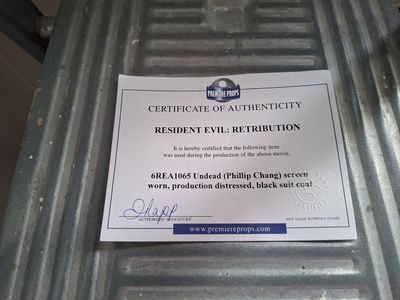 PREMIERE PROPS
CERTIFICATE OF AUTHENTICITY
RESIDENT EVIL: RETRIBUTION
It is hereby certified that the following item
was used during the production of the above movie,
6REA1065 Undead (Phillip Chang) screen
worn, production distressed, black suit coat
AUTHORIZED SIGNATURE
NOT VALID WITHOUT STAMP
www.premiereprops.com